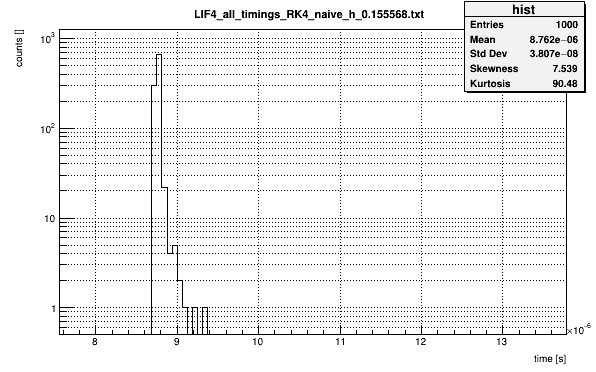 LIF4_all_timings_RK4_naive_h_0.155568.txt
hist
Entries 1000
Mean 8.762e−06
Std Dev 3.807e−08
Skewness 7.539
Kurtosis 90.48
counts []
10³
10²
10
1
8 9 10 11 12 13
×10⁻⁶
time [s]